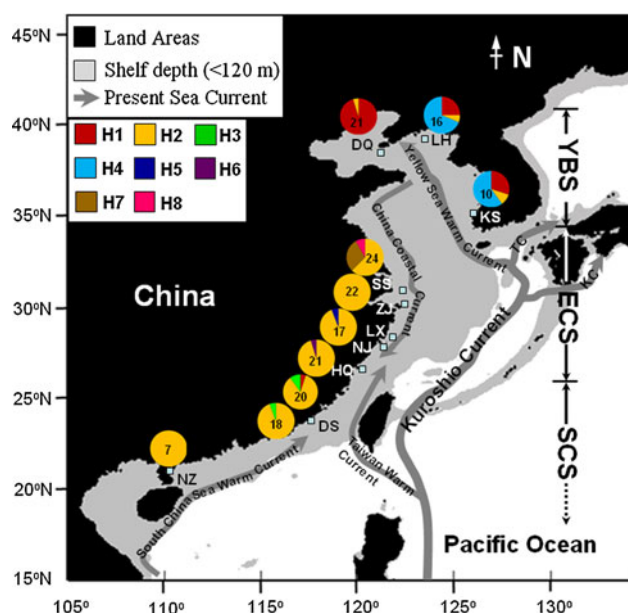 45°N
40°N
35°N
30°N
25°N
20°N
15°N
Land Areas
Shelf depth (<120 m)
Present Sea Current
H1 H2 H3
H4 H5 H6
H7 H8
N
21
DQ
16
LH
10
KS
Yellow Sea Warm Current
China Coastal
Current
YBS
TC
KC
ECS
SCS
China
24
SS
22
ZJ
17
LX
NJ
21
HQ
20
18
DS
7
NZ
Kuroshio Current
Taiwan Warm
Current
South China Sea Warm Current
Pacific Ocean
105° 110° 115° 120° 125° 130°